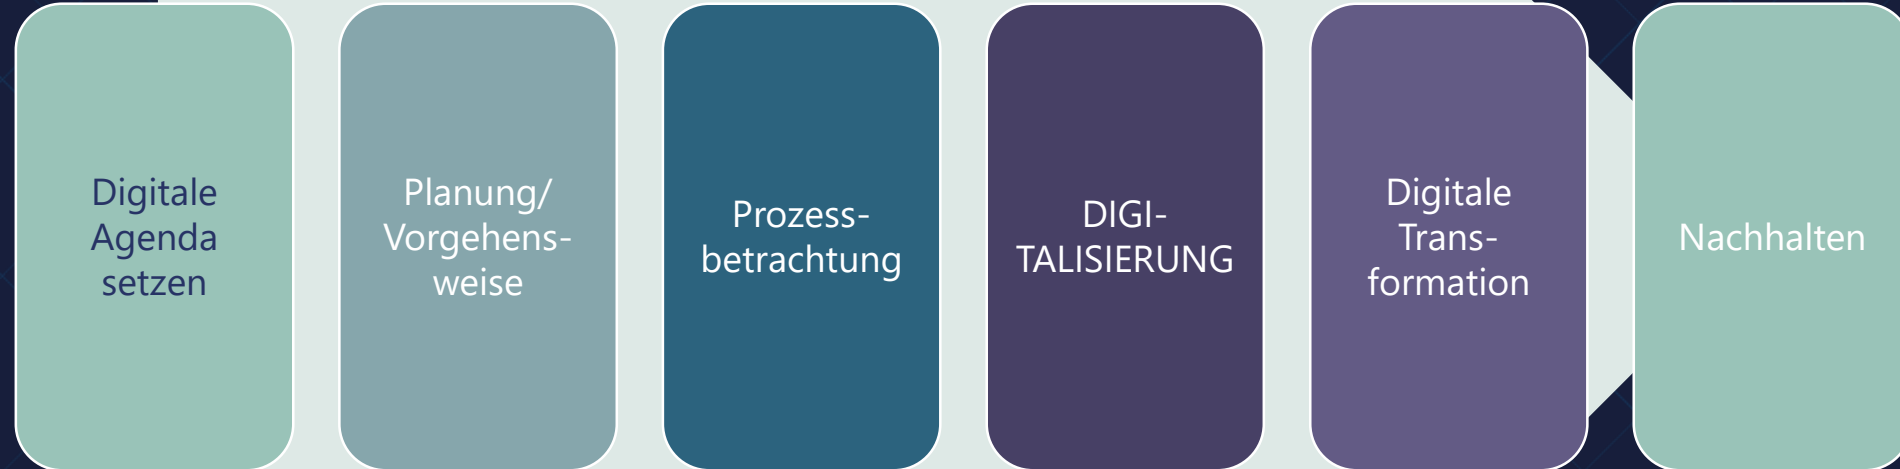 Digitale
Agenda
setzen
Planung/
Vorgehens-
weise
Prozess-
betrachtung
DIGI-
TALISIERUNG
Digitale
Trans-
formation
Nachhalten